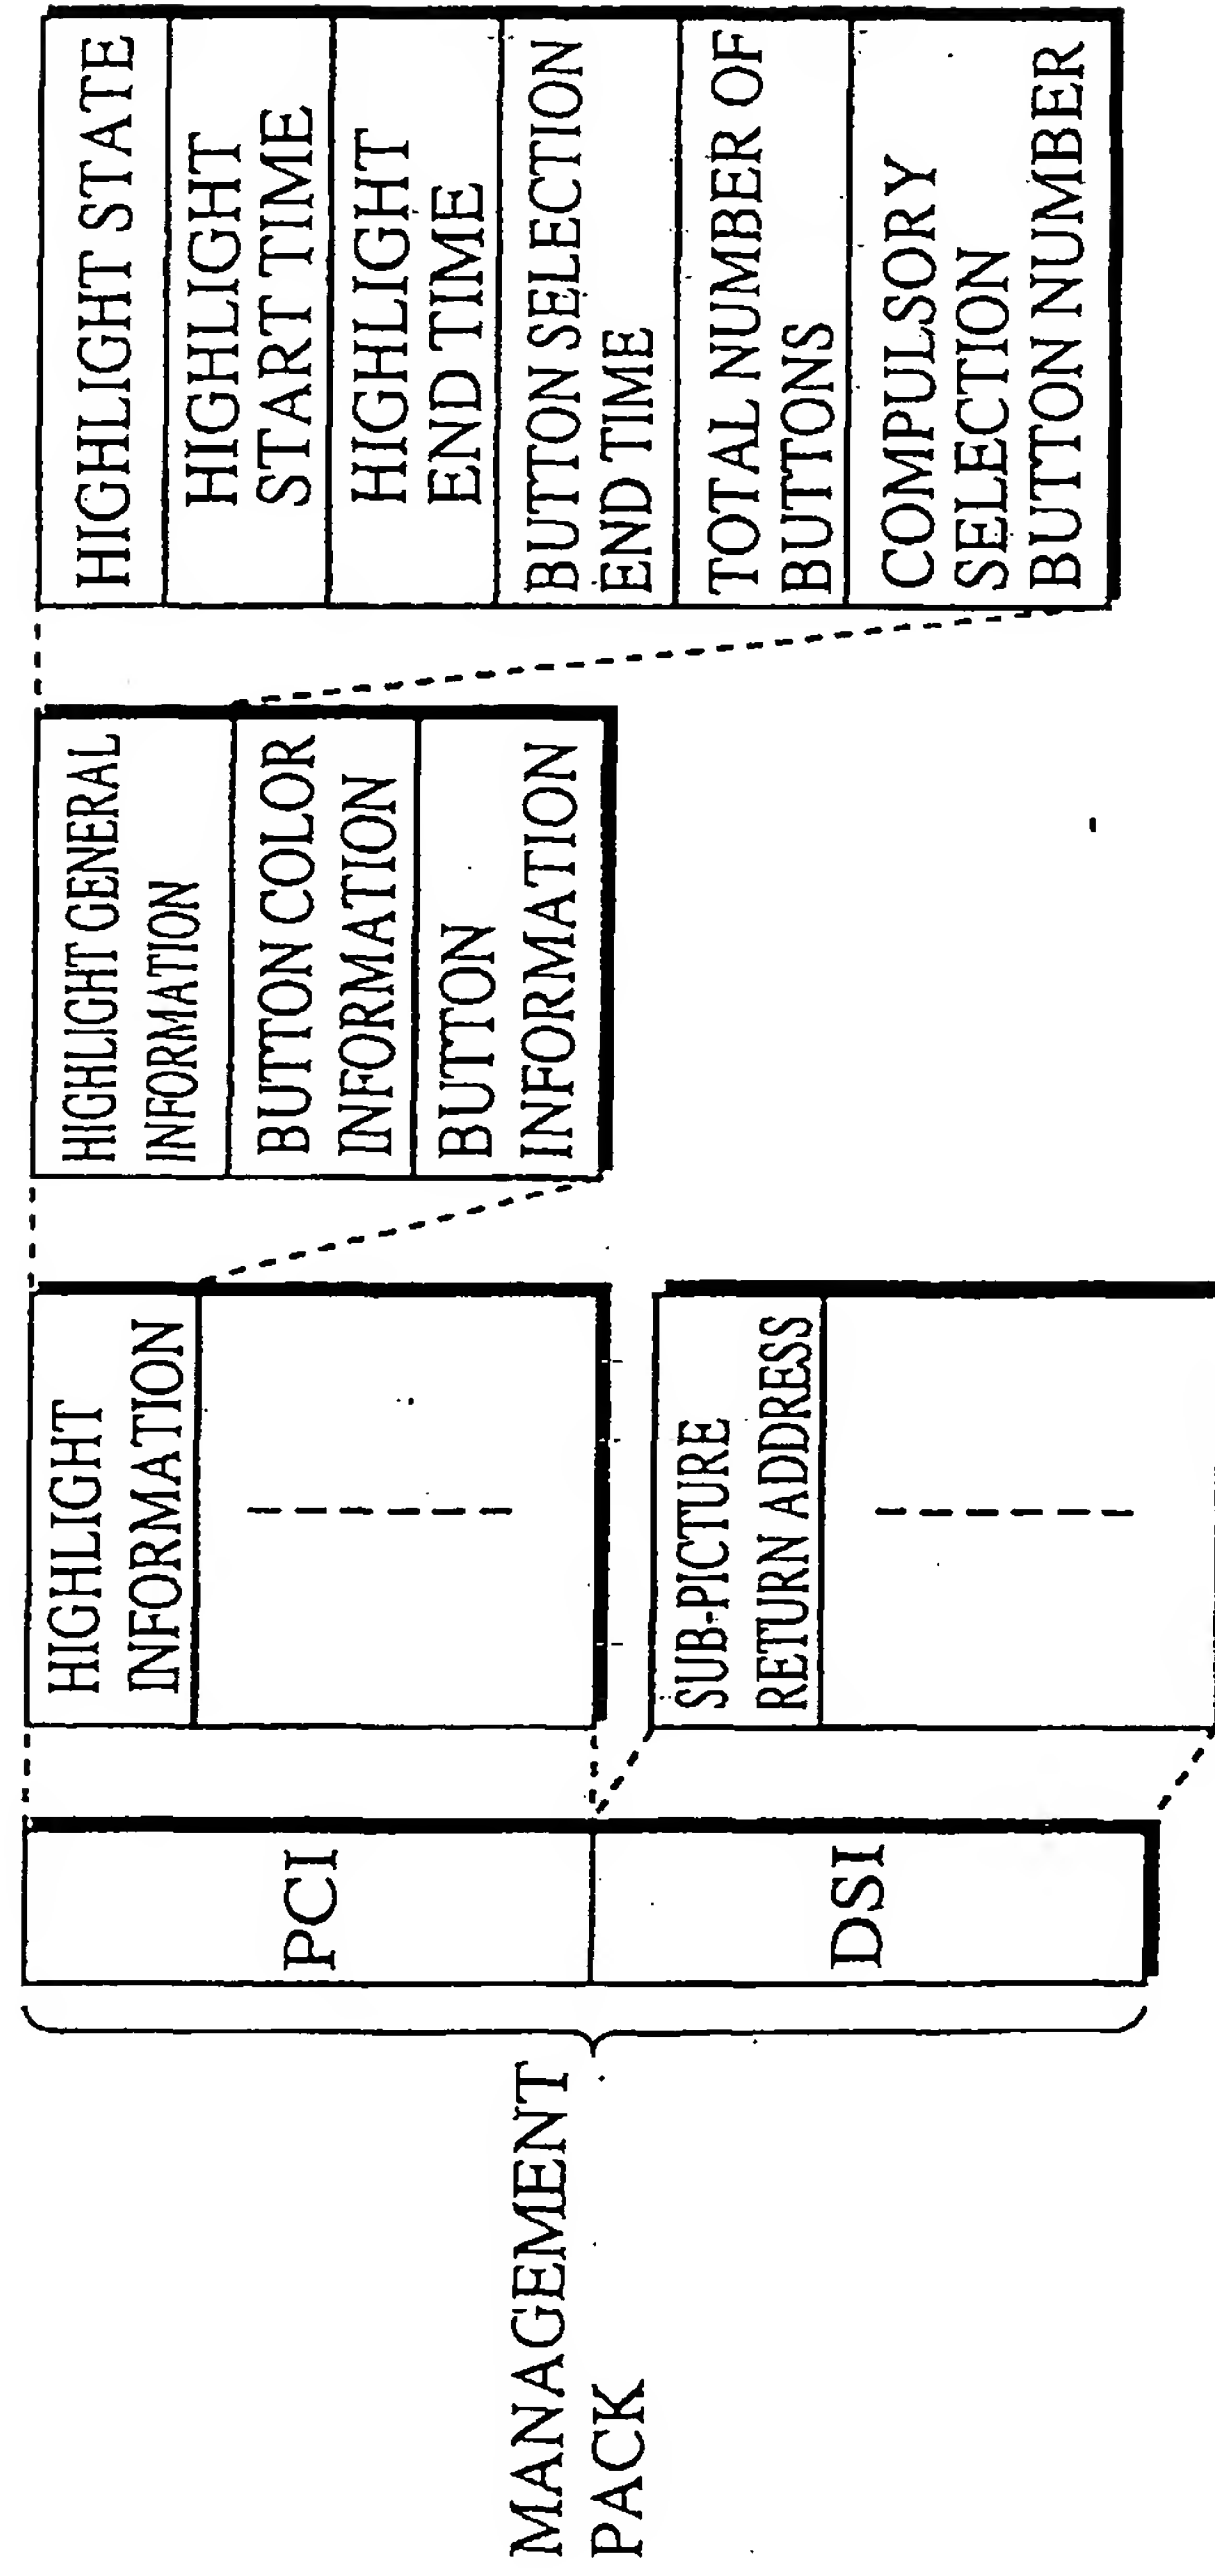 MANAGEMENT
PACK
PCI
DSI
HIGHLIGHT
INFORMATION
SUB-PICTURE
RETURN ADDRESS
HIGHLIGHT GENERAL
INFORMATION
BUTTON COLOR
INFORMATION
BUTTON
INFORMATION
HIGHLIGHT STATE
HIGHLIGHT
START TIME
HIGHLIGHT
END TIME
BUTTON SELECTION
END TIME
TOTAL NUMBER OF
BUTTONS
COMPULSORY
SELECTION
BUTTON NUMBER